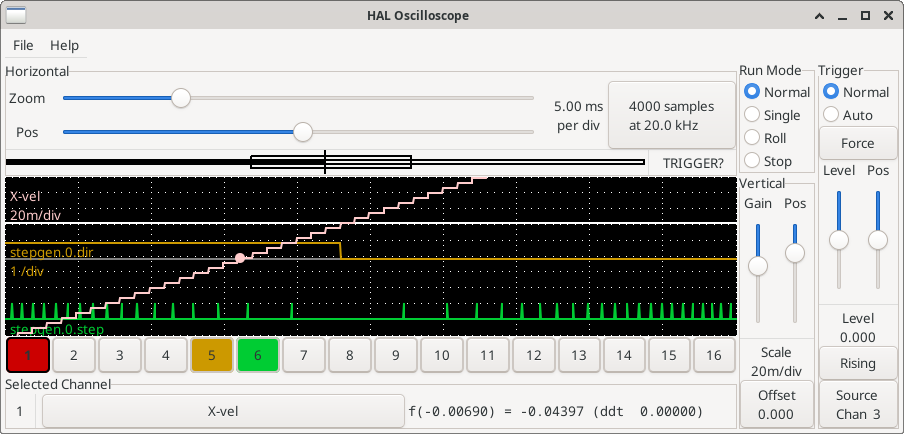 HAL Oscilloscope
File Help
Horizontal
Zoom
Pos
5.00 ms
per div
4000 samples
at 20.0 kHz
TRIGGER?
X-vel
20m/div
stepgen.0.dir
1 /div
stepgen.0.step
1 2 3 4 5 6 7 8 9 10 11 12 13 14 15 16
Selected Channel
1 X-vel f(-0.00690) = -0.04397 (ddt 0.00000)
Run Mode
Normal
Single
Roll
Stop
Vertical
Gain Pos
Scale
20m/div
Offset
0.000
Trigger
Normal
Auto
Force
Level Pos
Level
0.000
Rising
Source
Chan 3